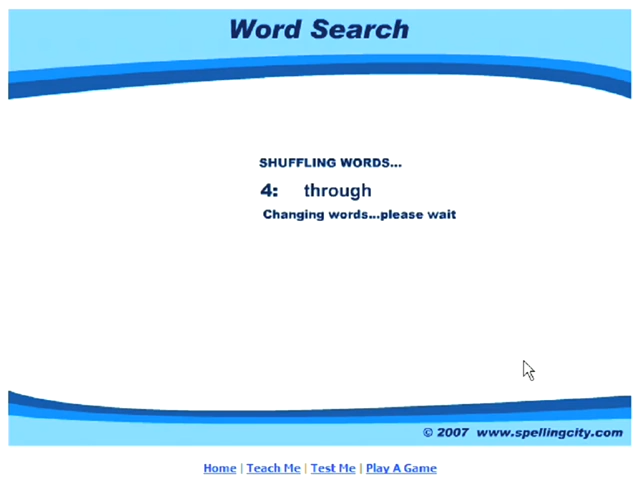 Word Search
SHUFFLING WORDS...
4: through
Changing words...please wait
© 2007 www.spellingcity.com
Home | Teach Me | Test Me | Play A Game